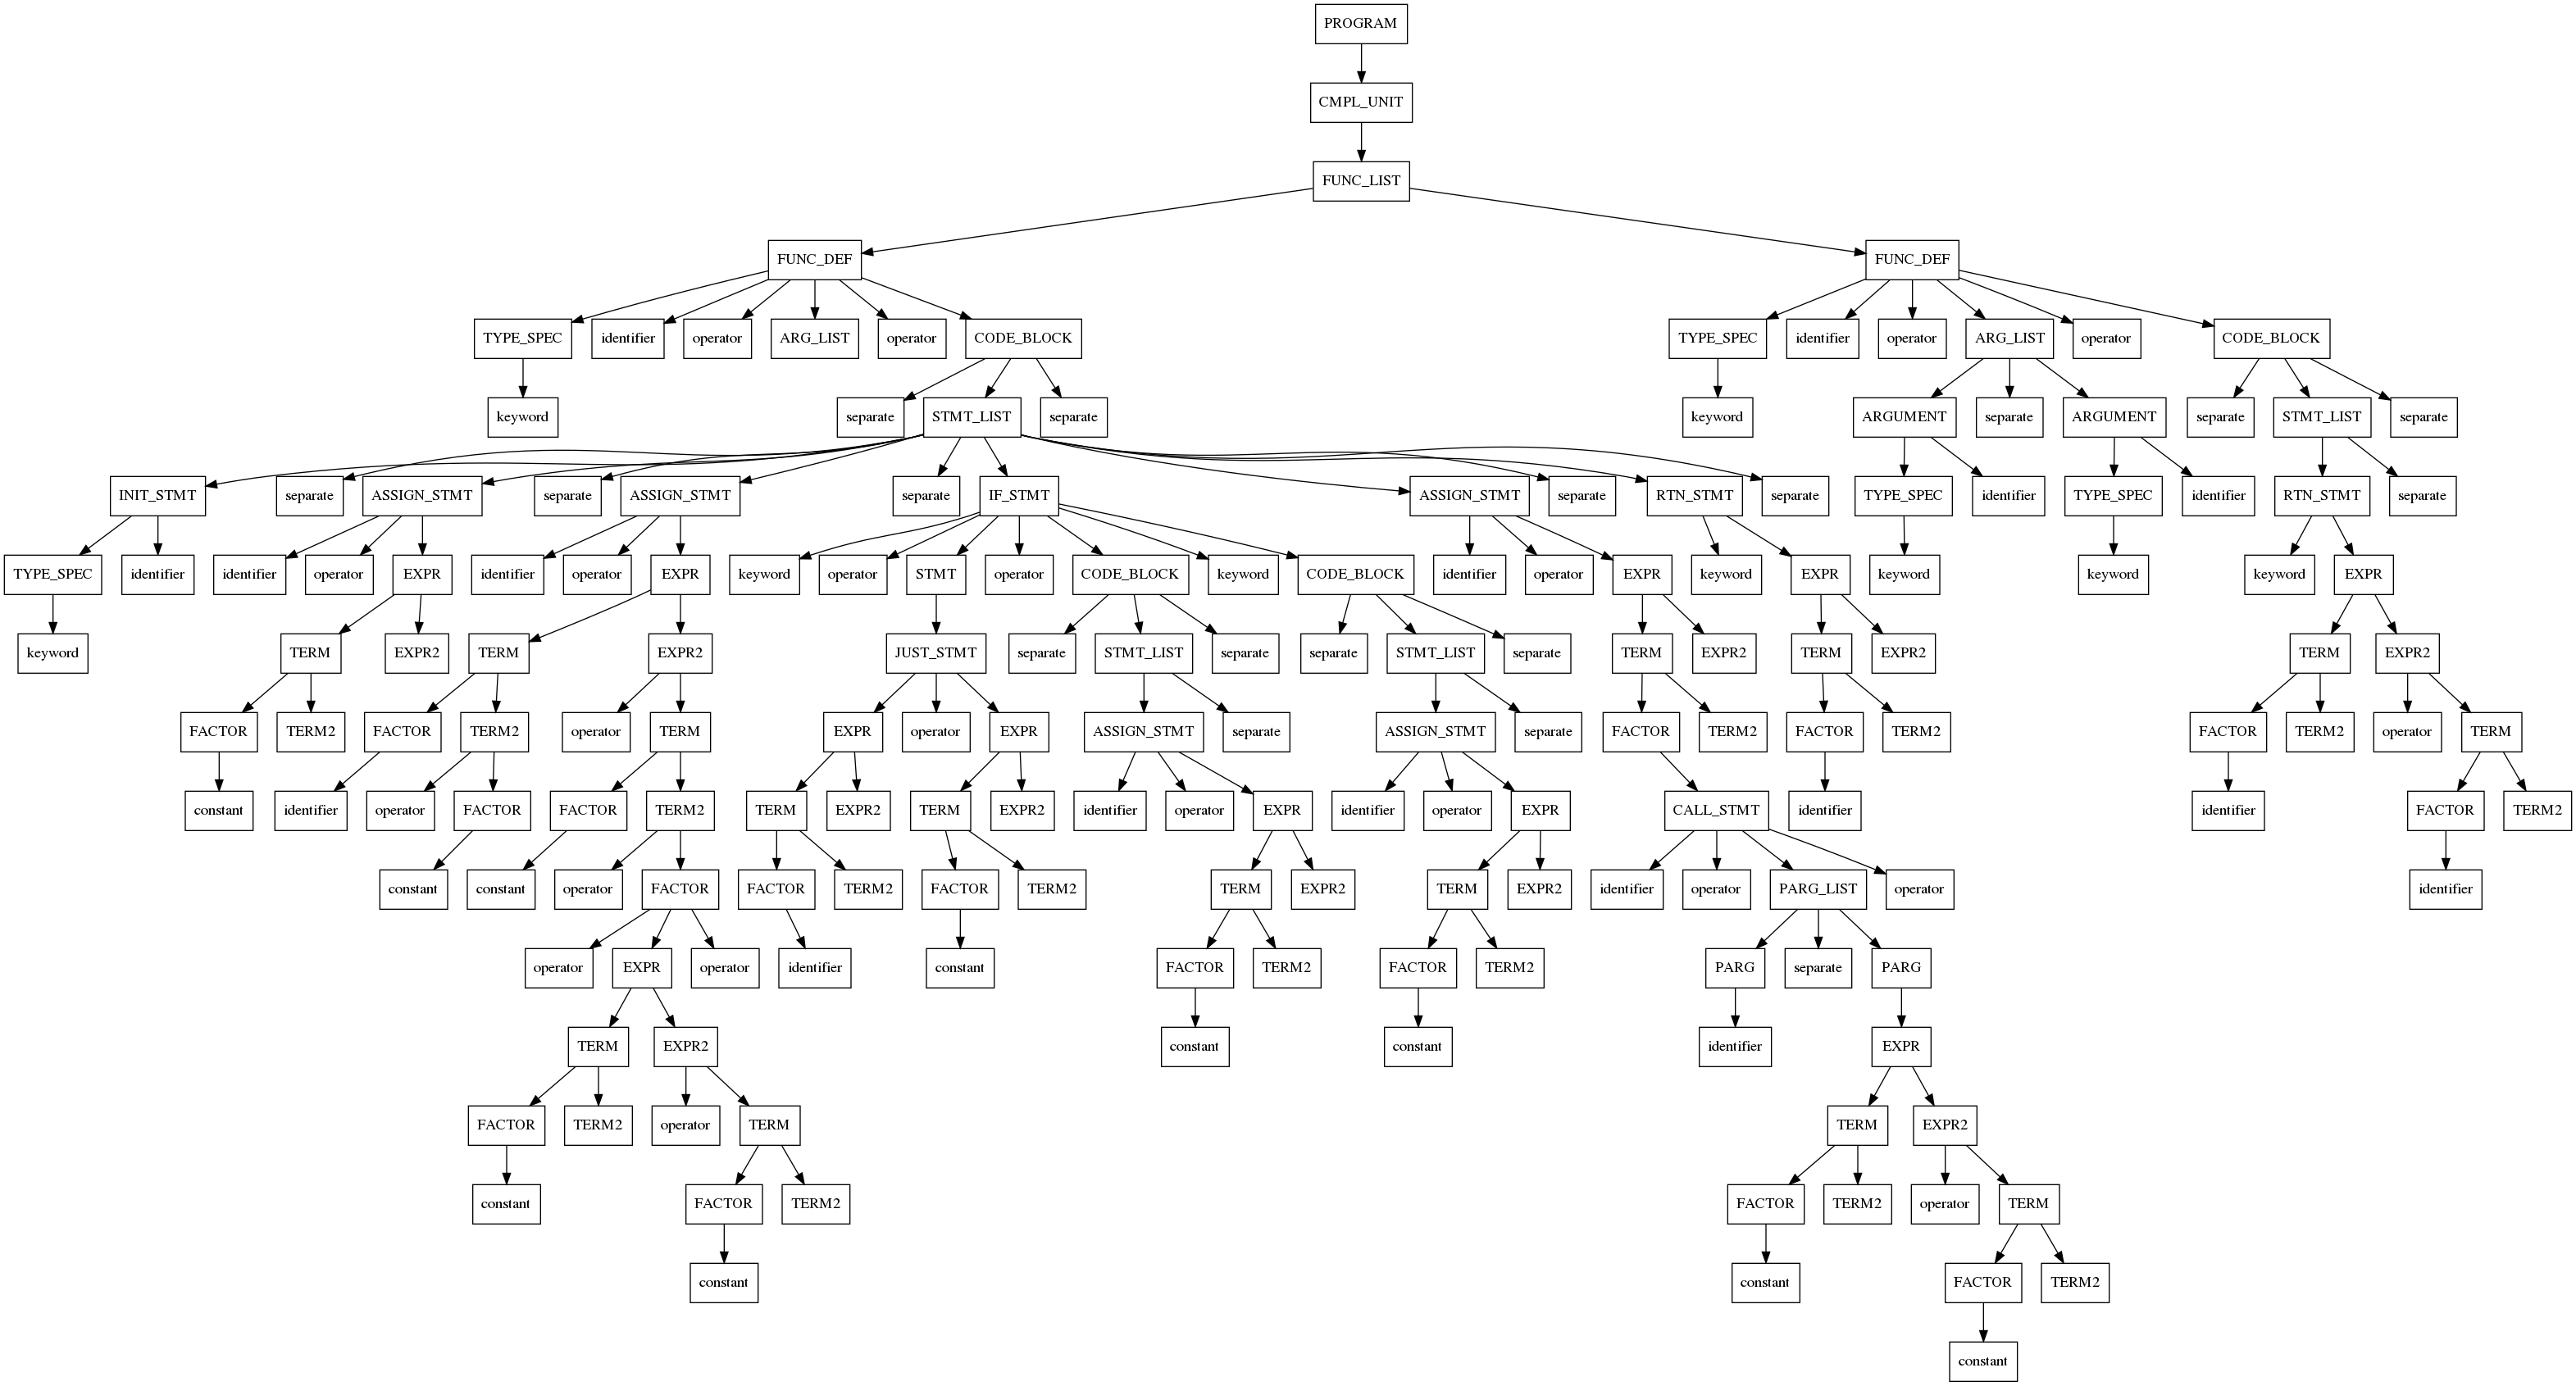 PROGRAM
CMPL_UNIT
FUNC_LIST
FUNC_DEF FUNC_DEF
TYPE_SPEC identifier operator ARG_LIST operator CODE_BLOCK TYPE_SPEC identifier operator ARG_LIST operator CODE_BLOCK
keyword separate STMT_LIST separate keyword ARGUMENT separate ARGUMENT separate STMT_LIST separate
INIT_STMT separate ASSIGN_STMT separate ASSIGN_STMT separate IF_STMT ASSIGN_STMT separate RTN_STMT separate TYPE_SPEC identifier TYPE_SPEC identifier RTN_STMT separate
TYPE_SPEC identifier identifier operator EXPR identifier operator EXPR keyword operator STMT operator CODE_BLOCK keyword CODE_BLOCK identifier operator EXPR keyword EXPR keyword keyword keyword EXPR
keyword TERM EXPR2 TERM EXPR2 JUST_STMT separate STMT_LIST separate separate STMT_LIST separate TERM EXPR2 TERM EXPR2 TERM EXPR2
FACTOR TERM2 FACTOR TERM2 operator TERM EXPR operator EXPR ASSIGN_STMT separate ASSIGN_STMT separate FACTOR TERM2 FACTOR TERM2 FACTOR TERM2 operator TERM
constant identifier operator FACTOR FACTOR TERM2 TERM EXPR2 TERM EXPR2 identifier operator EXPR identifier operator EXPR CALL_STMT identifier identifier FACTOR TERM2
constant constant operator FACTOR FACTOR TERM2 FACTOR TERM2 TERM EXPR2 TERM EXPR2 identifier operator PARG_LIST operator identifier
operator EXPR operator identifier constant FACTOR TERM2 FACTOR TERM2 PARG separate PARG
TERM EXPR2 constant constant identifier EXPR
FACTOR TERM2 operator TERM TERM EXPR2
constant FACTOR TERM2 FACTOR TERM2 operator TERM
constant constant FACTOR TERM2
constant